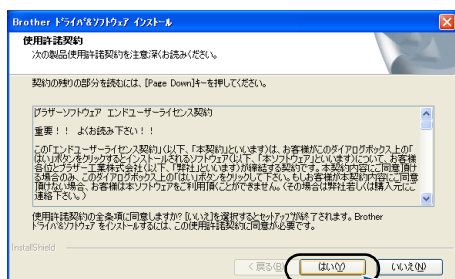 Brother ﾄﾞﾗｲﾊﾞ&ｿﾌﾄｳｪｱ ｲﾝｽﾄｰﾙ
使用許諾契約
次の製品使用許諾契約を注意深くお読みください。
契約の残りの部分を読むには、[Page Down]キーを押してください。
ブラザーソフトウェア エンドユーザーライセンス契約
重要！！ よくお読み下さい！！
この「エンドユーザーライセンス契約」(以下、「本契約」といいます)は、お客様がこのダイアログボックス上の「
はい」ボタンをクリックするとインストールされるソフトウェア(以下、「本ソフトウェア」といいます)について、お客様
各位とブラザー工業株式会社(以下、「弊社」といいます)が締結する契約です。本契約内容にご同意頂け
る場合のみ、このダイアログボックス上の「はい」ボタンをクリックして下さい。もしお客様が本契約内容にご同意
頂けない場合、お客様は本ソフトウェアをご利用頂くことができません。(その場合は弊社若しくは購入元にご
連絡下さい。)
使用許諾契約の全条項に同意しますか? [いいえ]を選択するとセットアップが終了されます。Brother
ﾄﾞﾗｲﾊﾞ&ｿﾌﾄｳｪｱ をインストールするには、この使用許諾契約に同意が必要です。
InstallShield
< 戻る(B) はい(Y) いいえ(N)